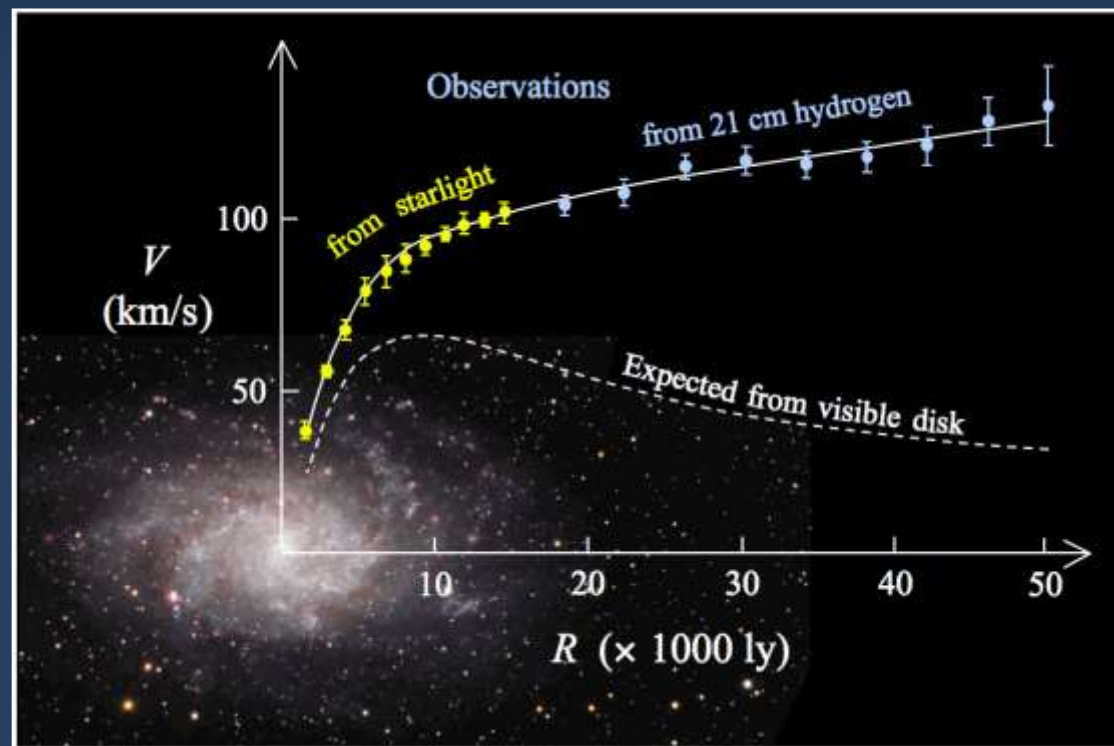 Observations
from 21 cm hydrogen
from starlight
100
V
(km/s)
50
Expected from visible disk
10 20 30 40 50
R (× 1000 ly)